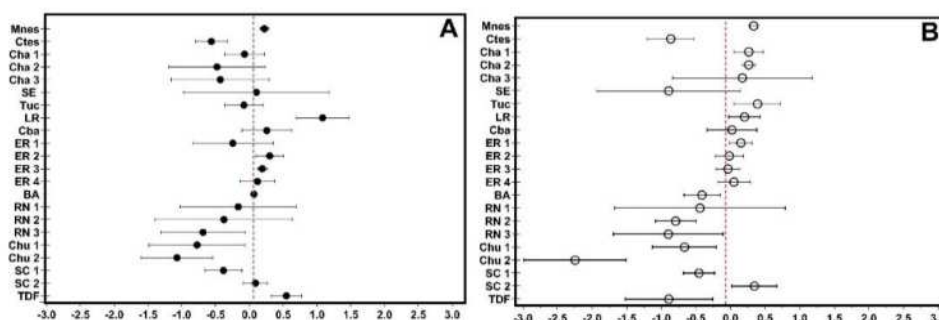 A
Mnes
Ctes
Cha 1
Cha 2
Cha 3
SE
Tuc
LR
Cba
ER 1
ER 2
ER 3
ER 4
BA
RN 1
RN 2
RN 3
Chu 1
Chu 2
SC 1
SC 2
TDF
-3.0 -2.5 -2.0 -1.5 -1.0 -0.5 0.0 0.5 1.0 1.5 2.0 2.5 3.0
B
Mnes
Ctes
Cha 1
Cha 2
Cha 3
SE
Tuc
LR
Cba
ER 1
ER 2
ER 3
ER 4
BA
RN 1
RN 2
RN 3
Chu 1
Chu 2
SC 1
SC 2
TDF
-3.0 -2.5 -2.0 -1.5 -1.0 -0.5 0.0 0.5 1.0 1.5 2.0 2.5 3.0